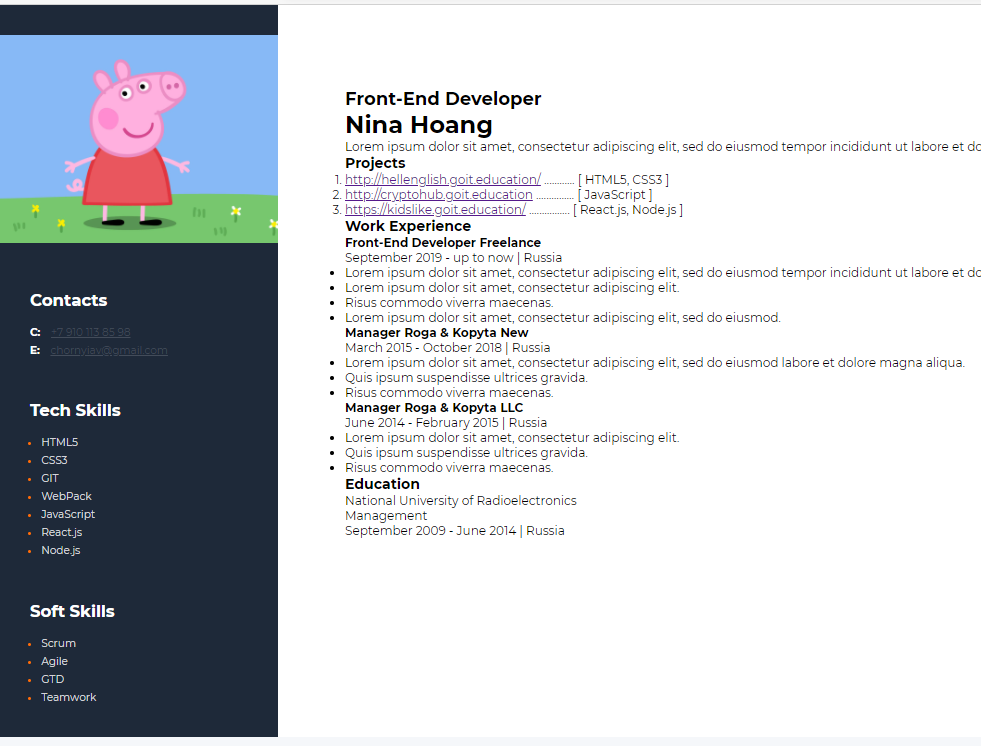 Contacts
C: +7 910 113 85 98
E: chornyiav@gmail.com
Tech Skills
HTML5
CSS3
GIT
WebPack
JavaScript
React.js
Node.js
Soft Skills
Scrum
Agile
GTD
Teamwork
Front-End Developer
Nina Hoang
Lorem ipsum dolor sit amet, consectetur adipiscing elit, sed do eiusmod tempor incididunt ut labore et do
Projects
1. http://hellenglish.goit.education/ ............ [ HTML5, CSS3 ]
2. http://cryptohub.goit.education ............... [ JavaScript ]
3. https://kidslike.goit.education/ ................ [ React.js, Node.js ]
Work Experience
Front-End Developer Freelance
September 2019 - up to now | Russia
Lorem ipsum dolor sit amet, consectetur adipiscing elit, sed do eiusmod tempor incididunt ut labore et do
Lorem ipsum dolor sit amet, consectetur adipiscing elit.
Risus commodo viverra maecenas.
Lorem ipsum dolor sit amet, consectetur adipiscing elit, sed do eiusmod.
Manager Roga & Kopyta New
March 2015 - October 2018 | Russia
Lorem ipsum dolor sit amet, consectetur adipiscing elit, sed do eiusmod labore et dolore magna aliqua.
Quis ipsum suspendisse ultrices gravida.
Risus commodo viverra maecenas.
Manager Roga & Kopyta LLC
June 2014 - February 2015 | Russia
Lorem ipsum dolor sit amet, consectetur adipiscing elit.
Quis ipsum suspendisse ultrices gravida.
Risus commodo viverra maecenas.
Education
National University of Radioelectronics
Management
September 2009 - June 2014 | Russia